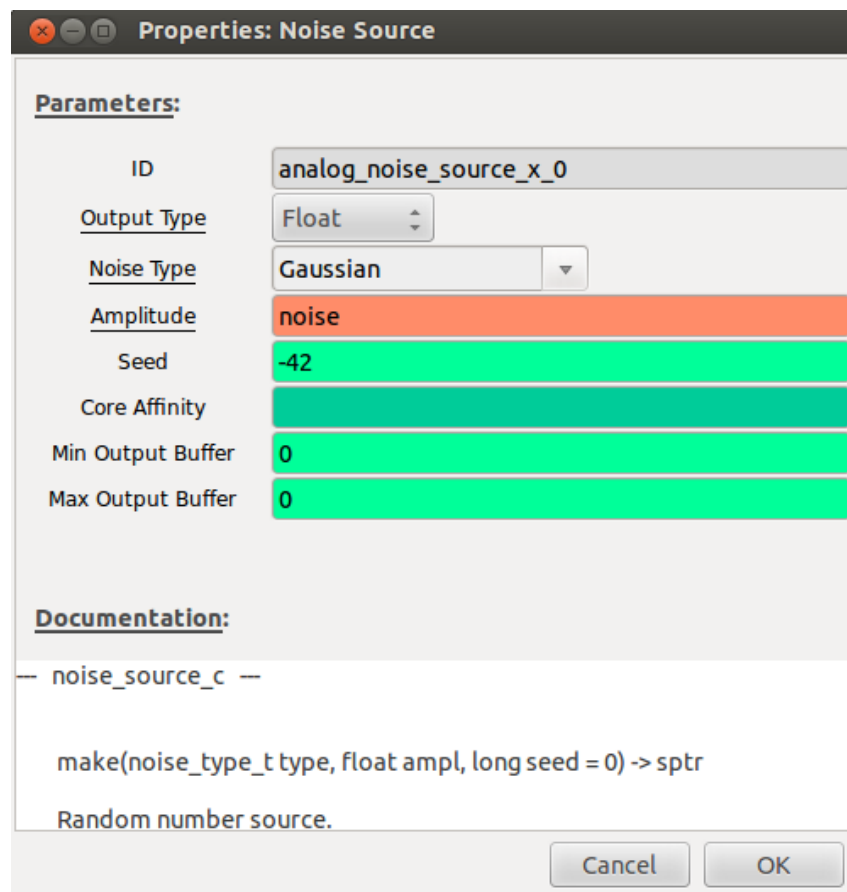 Properties: Noise Source
Parameters:
ID analog_noise_source_x_0
Output Type Float
Noise Type Gaussian
Amplitude noise
Seed -42
Core Affinity
Min Output Buffer 0
Max Output Buffer 0
Documentation:
--- noise_source_c ---
make(noise_type_t type, float ampl, long seed = 0) -> sptr
Random number source.
Cancel OK